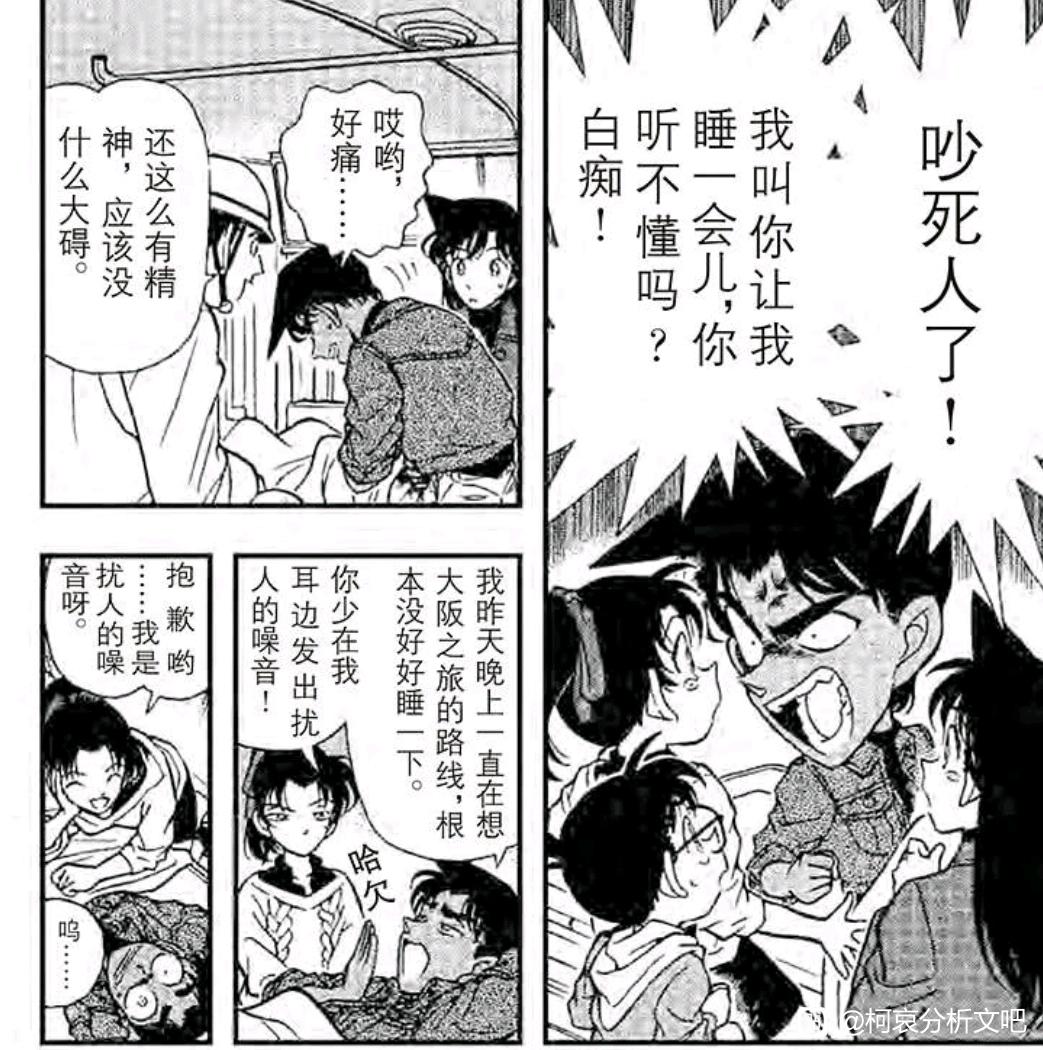 吵死人了！
我叫你让我
睡一会儿，你
听不懂吗？
白痴！
哎哟，
好痛……
还这么有精
神，应该没
什么大碍。
我昨天晚上一直在想
大阪之旅的路线，根
本没好好睡一下。
你少在我
耳边发出扰
人的噪音！
哈欠
抱歉哟
……我是
扰人的噪
音呀。
呜……
@柯哀分析文吧